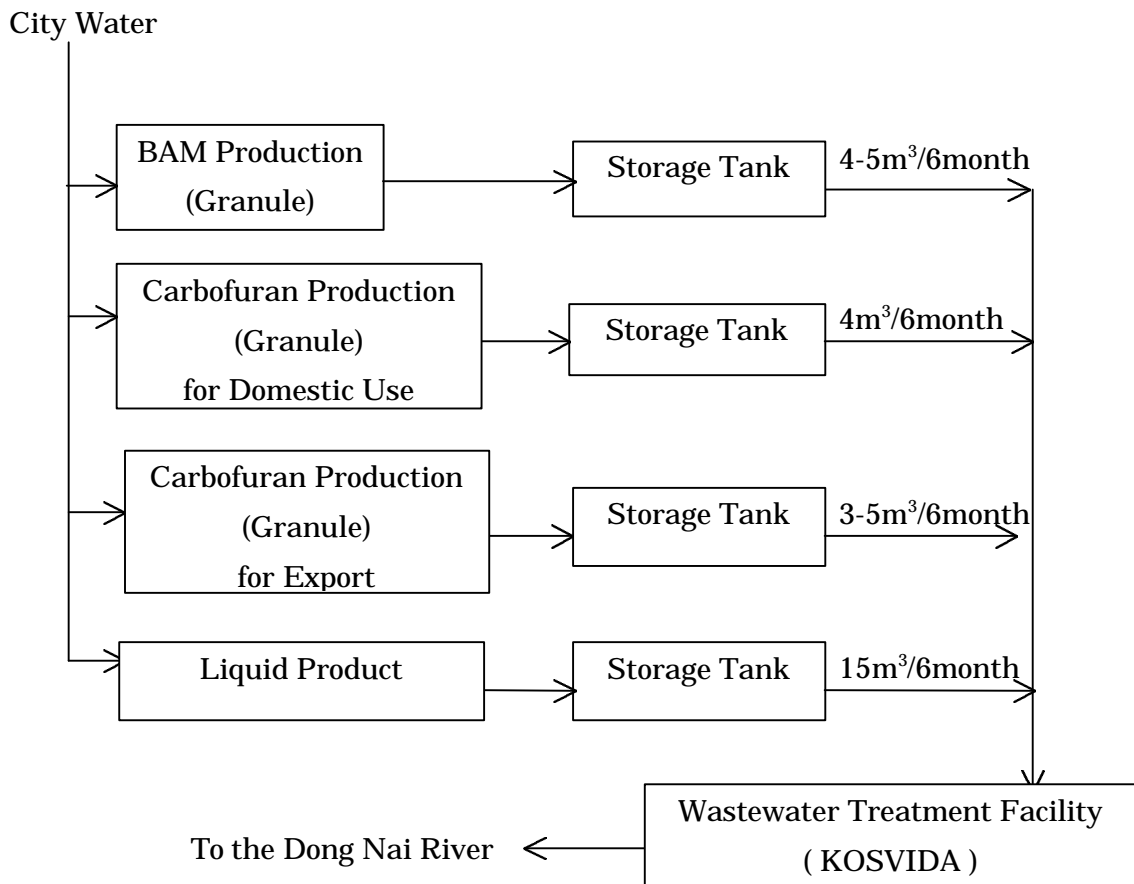 City Water
BAM Production
(Granule)
Storage Tank
4-5m³/6month
Carbofuran Production
(Granule)
for Domestic Use
Storage Tank
4m³/6month
Carbofuran Production
(Granule)
for Export
Storage Tank
3-5m³/6month
Liquid Product
Storage Tank
15m³/6month
Wastewater Treatment Facility
( KOSVIDA )
To the Dong Nai River